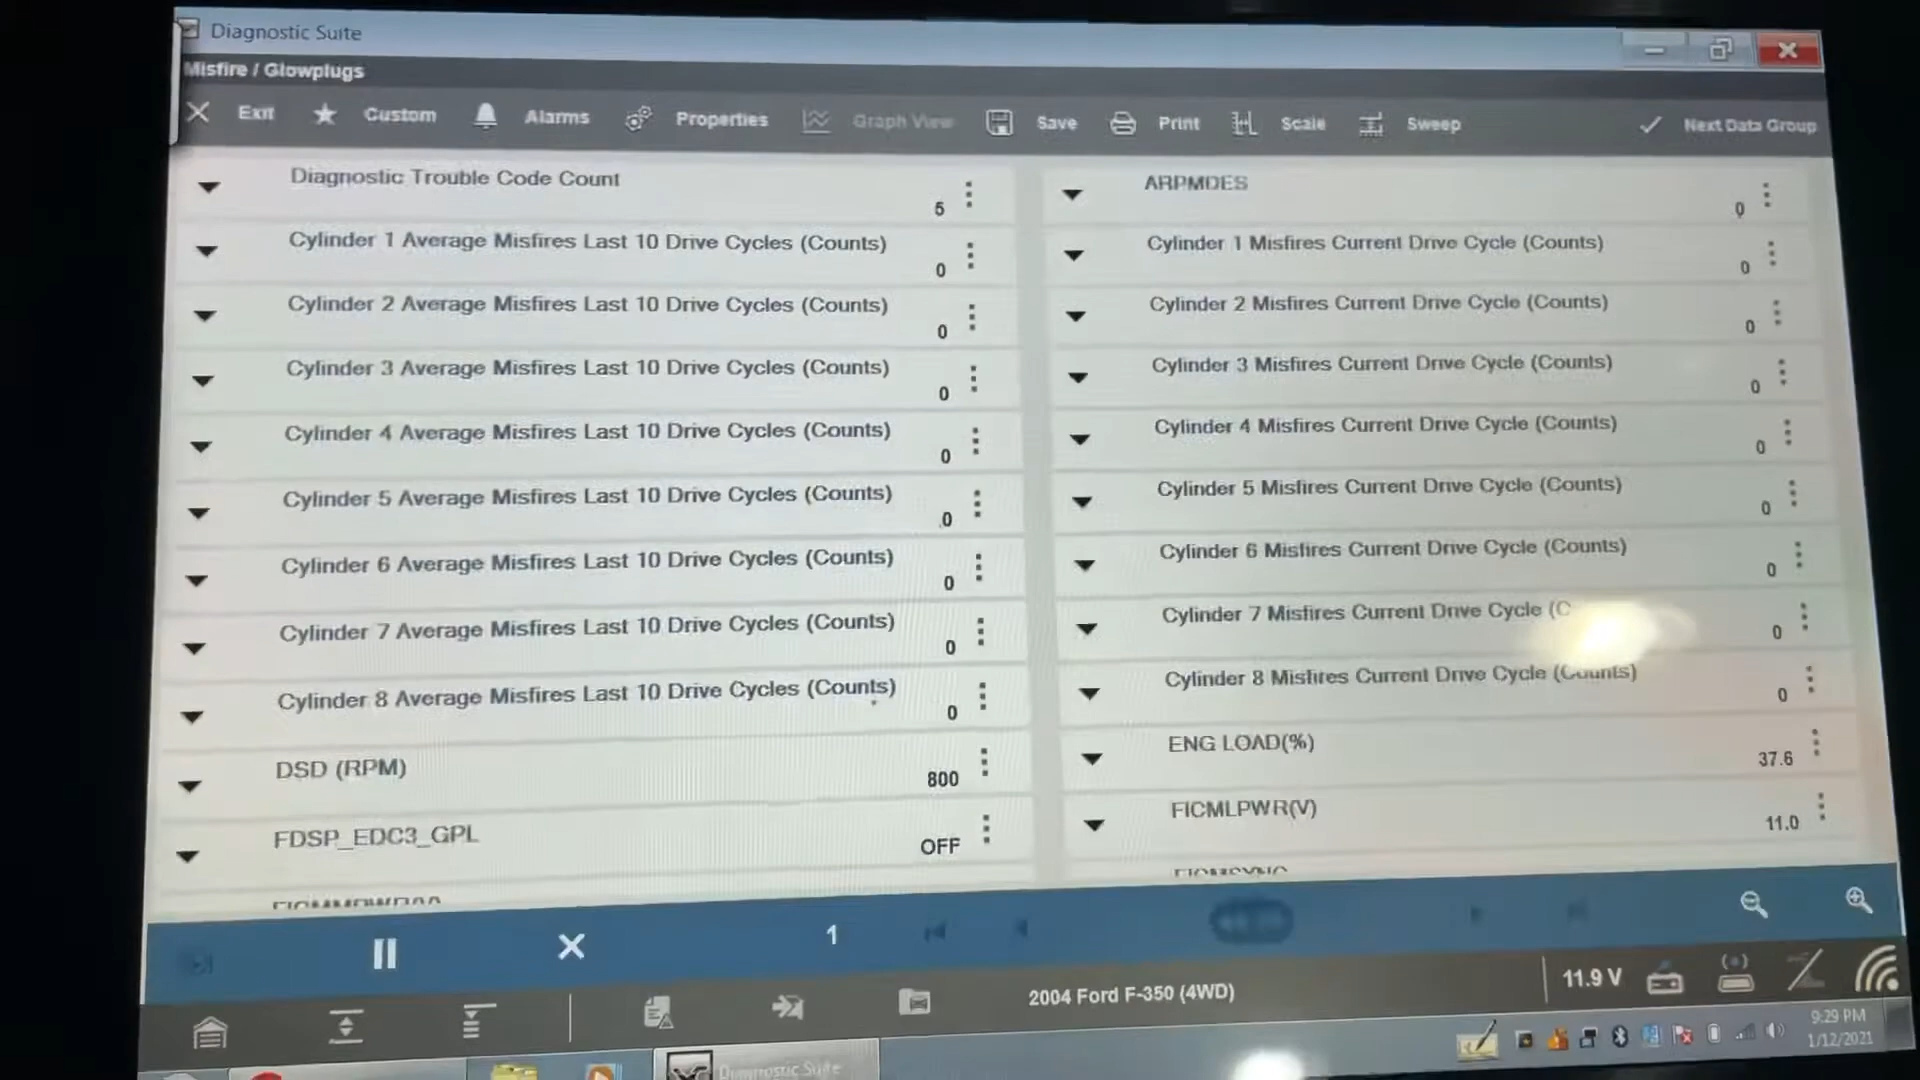 Diagnostic Suite
Misfire / Glowplugs
Exit Custom Alarms Properties Graph View Save Print Scale Sweep Next Data Group
Diagnostic Trouble Code Count
5
ARPMDES
0
Cylinder 1 Average Misfires Last 10 Drive Cycles (Counts)
0
Cylinder 1 Misfires Current Drive Cycle (Counts)
0
Cylinder 2 Average Misfires Last 10 Drive Cycles (Counts)
0
Cylinder 2 Misfires Current Drive Cycle (Counts)
0
Cylinder 3 Average Misfires Last 10 Drive Cycles (Counts)
0
Cylinder 3 Misfires Current Drive Cycle (Counts)
0
Cylinder 4 Average Misfires Last 10 Drive Cycles (Counts)
0
Cylinder 4 Misfires Current Drive Cycle (Counts)
0
Cylinder 5 Average Misfires Last 10 Drive Cycles (Counts)
0
Cylinder 5 Misfires Current Drive Cycle (Counts)
0
Cylinder 6 Average Misfires Last 10 Drive Cycles (Counts)
0
Cylinder 6 Misfires Current Drive Cycle (Counts)
0
Cylinder 7 Average Misfires Last 10 Drive Cycles (Counts)
0
Cylinder 7 Misfires Current Drive Cycle (C
0
Cylinder 8 Average Misfires Last 10 Drive Cycles (Counts)
0
Cylinder 8 Misfires Current Drive Cycle (Counts)
0
DSD (RPM)
800
ENG LOAD(%)
37.6
FDSP_EDC3_GPL
OFF
FICMLPWR(V)
11.0
1
2004 Ford F-350 (4WD)
11.9 V
9:29 PM
1/12/2021
Diagnostic Suite